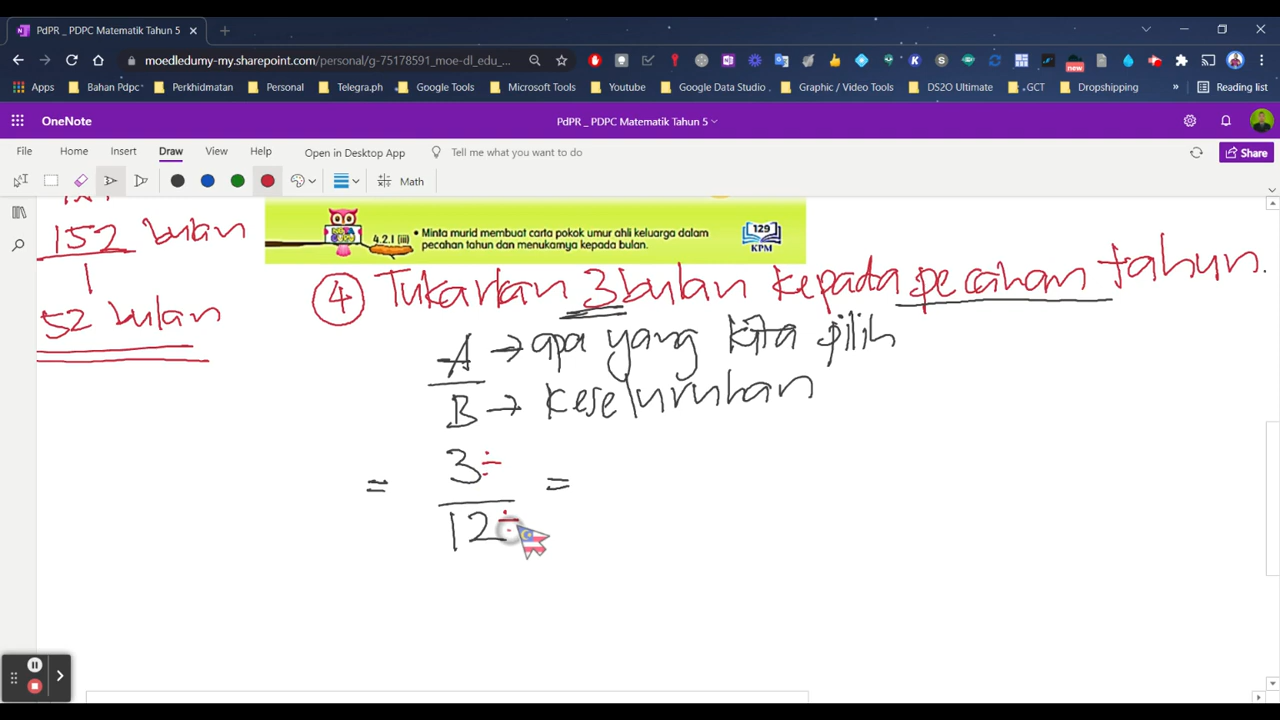 PdPR _ PDPC Matematik Tahun 5
moedledumy-my.sharepoint.com/personal/g-75178591_moe-dl_edu_...
new
Apps Bahan Pdpc Perkhidmatan Personal Telegra.ph Google Tools Microsoft Tools Youtube Google Data Studio Graphic / Video Tools DS2O Ultimate GCT Dropshipping » Reading list
OneNote PdPR _ PDPC Matematik Tahun 5
File Home Insert Draw View Help Open in Desktop App Tell me what you want to do Share
Math
152 bulan
1
52 bulan
4.2.1 (iii)
• Minta murid membuat carta pokok umur ahli keluarga dalam
pecahan tahun dan menukarnya kepada bulan.
129
KPM
4 Tukarkan 3 bulan kepada pecahan tahun.
A → apa yang kita pilih
B → keseluruhan
= 3 ÷ =
12 ÷